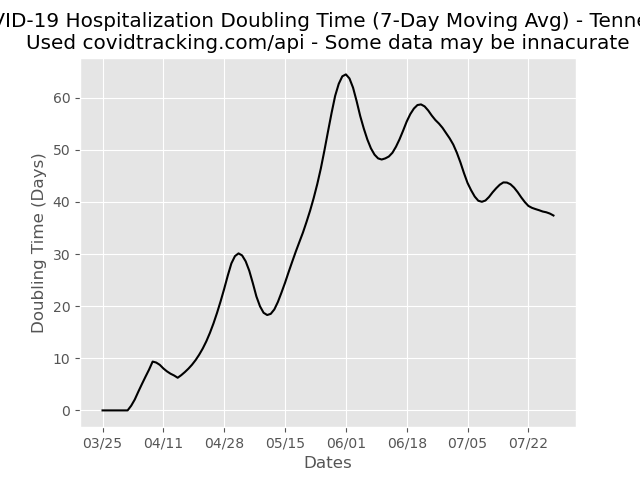 VID-19 Hospitalization Doubling Time (7-Day Moving Avg) - Tenne
Used covidtracking.com/api - Some data may be innacurate
Doubling Time (Days)
60
50
40
30
20
10
0
03/25 04/11 04/28 05/15 06/01 06/18 07/05 07/22
Dates